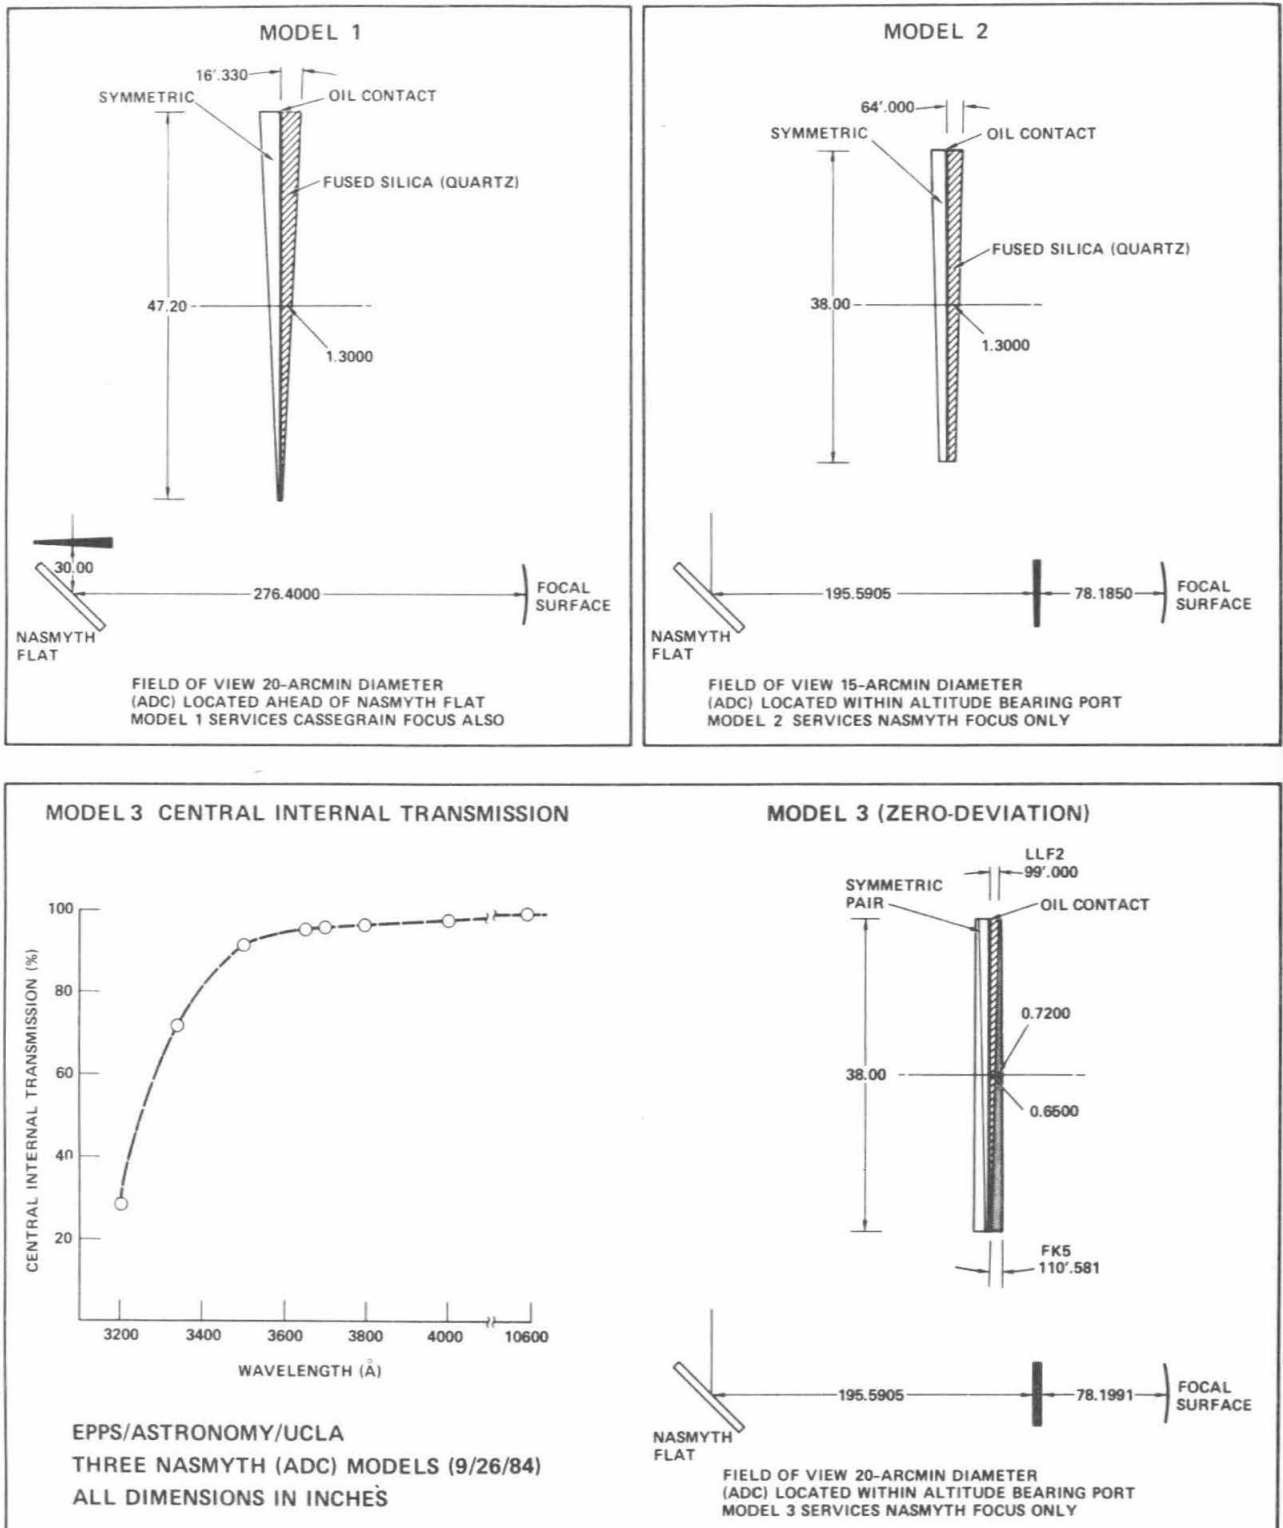 MODEL 1
16′.330
SYMMETRIC
OIL CONTACT
FUSED SILICA (QUARTZ)
47.20
1.3000
30.00
276.4000
FOCAL
SURFACE
NASMYTH
FLAT
FIELD OF VIEW 20-ARCMIN DIAMETER
(ADC) LOCATED AHEAD OF NASMYTH FLAT
MODEL 1 SERVICES CASSEGRAIN FOCUS ALSO
MODEL 2
64′.000
SYMMETRIC
OIL CONTACT
FUSED SILICA (QUARTZ)
38.00
1.3000
195.5905
78.1850
FOCAL
SURFACE
NASMYTH
FLAT
FIELD OF VIEW 15-ARCMIN DIAMETER
(ADC) LOCATED WITHIN ALTITUDE BEARING PORT
MODEL 2 SERVICES NASMYTH FOCUS ONLY
MODEL 3 CENTRAL INTERNAL TRANSMISSION
CENTRAL INTERNAL TRANSMISSION (%)
100
80
60
40
20
3200 3400 3600 3800 4000 10600
WAVELENGTH (Å)
EPPS/ASTRONOMY/UCLA
THREE NASMYTH (ADC) MODELS (9/26/84)
ALL DIMENSIONS IN INCHES
MODEL 3 (ZERO-DEVIATION)
LLF2
99′.000
SYMMETRIC
PAIR
OIL CONTACT
0.7200
38.00
0.6500
FK5
110′.581
195.5905
78.1991
FOCAL
SURFACE
NASMYTH
FLAT
FIELD OF VIEW 20-ARCMIN DIAMETER
(ADC) LOCATED WITHIN ALTITUDE BEARING PORT
MODEL 3 SERVICES NASMYTH FOCUS ONLY